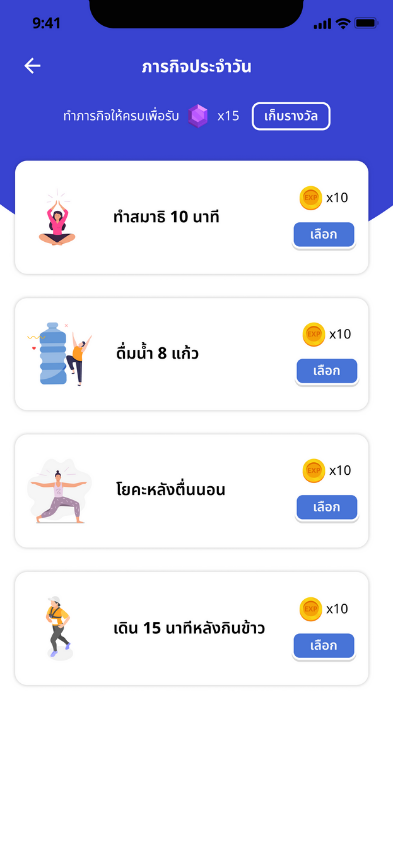 9:41
ภารกิจประจำวัน
ทำภารกิจให้ครบเพื่อรับ x15 เก็บรางวัล
EXP x10
ทำสมาธิ 10 นาที
เลือก
EXP x10
ดื่มน้ำ 8 แก้ว
เลือก
EXP x10
โยคะหลังตื่นนอน
เลือก
EXP x10
เดิน 15 นาทีหลังกินข้าว
เลือก